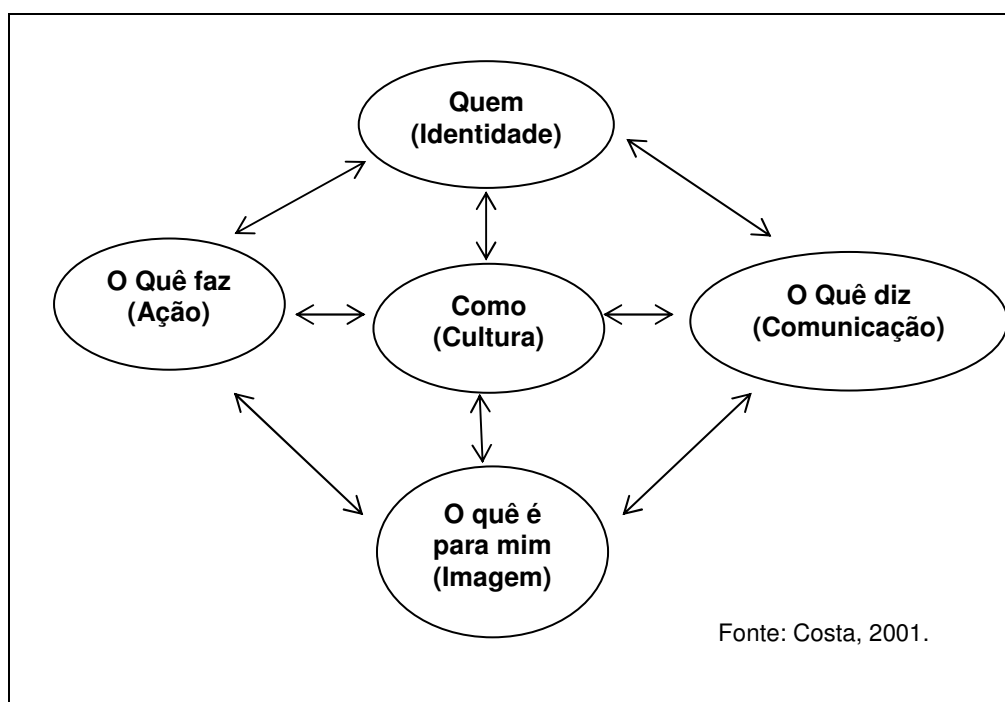 Quem
(Identidade)
O Quê faz
(Ação)
Como
(Cultura)
O Quê diz
(Comunicação)
O quê é
para mim
(Imagem)
Fonte: Costa, 2001.